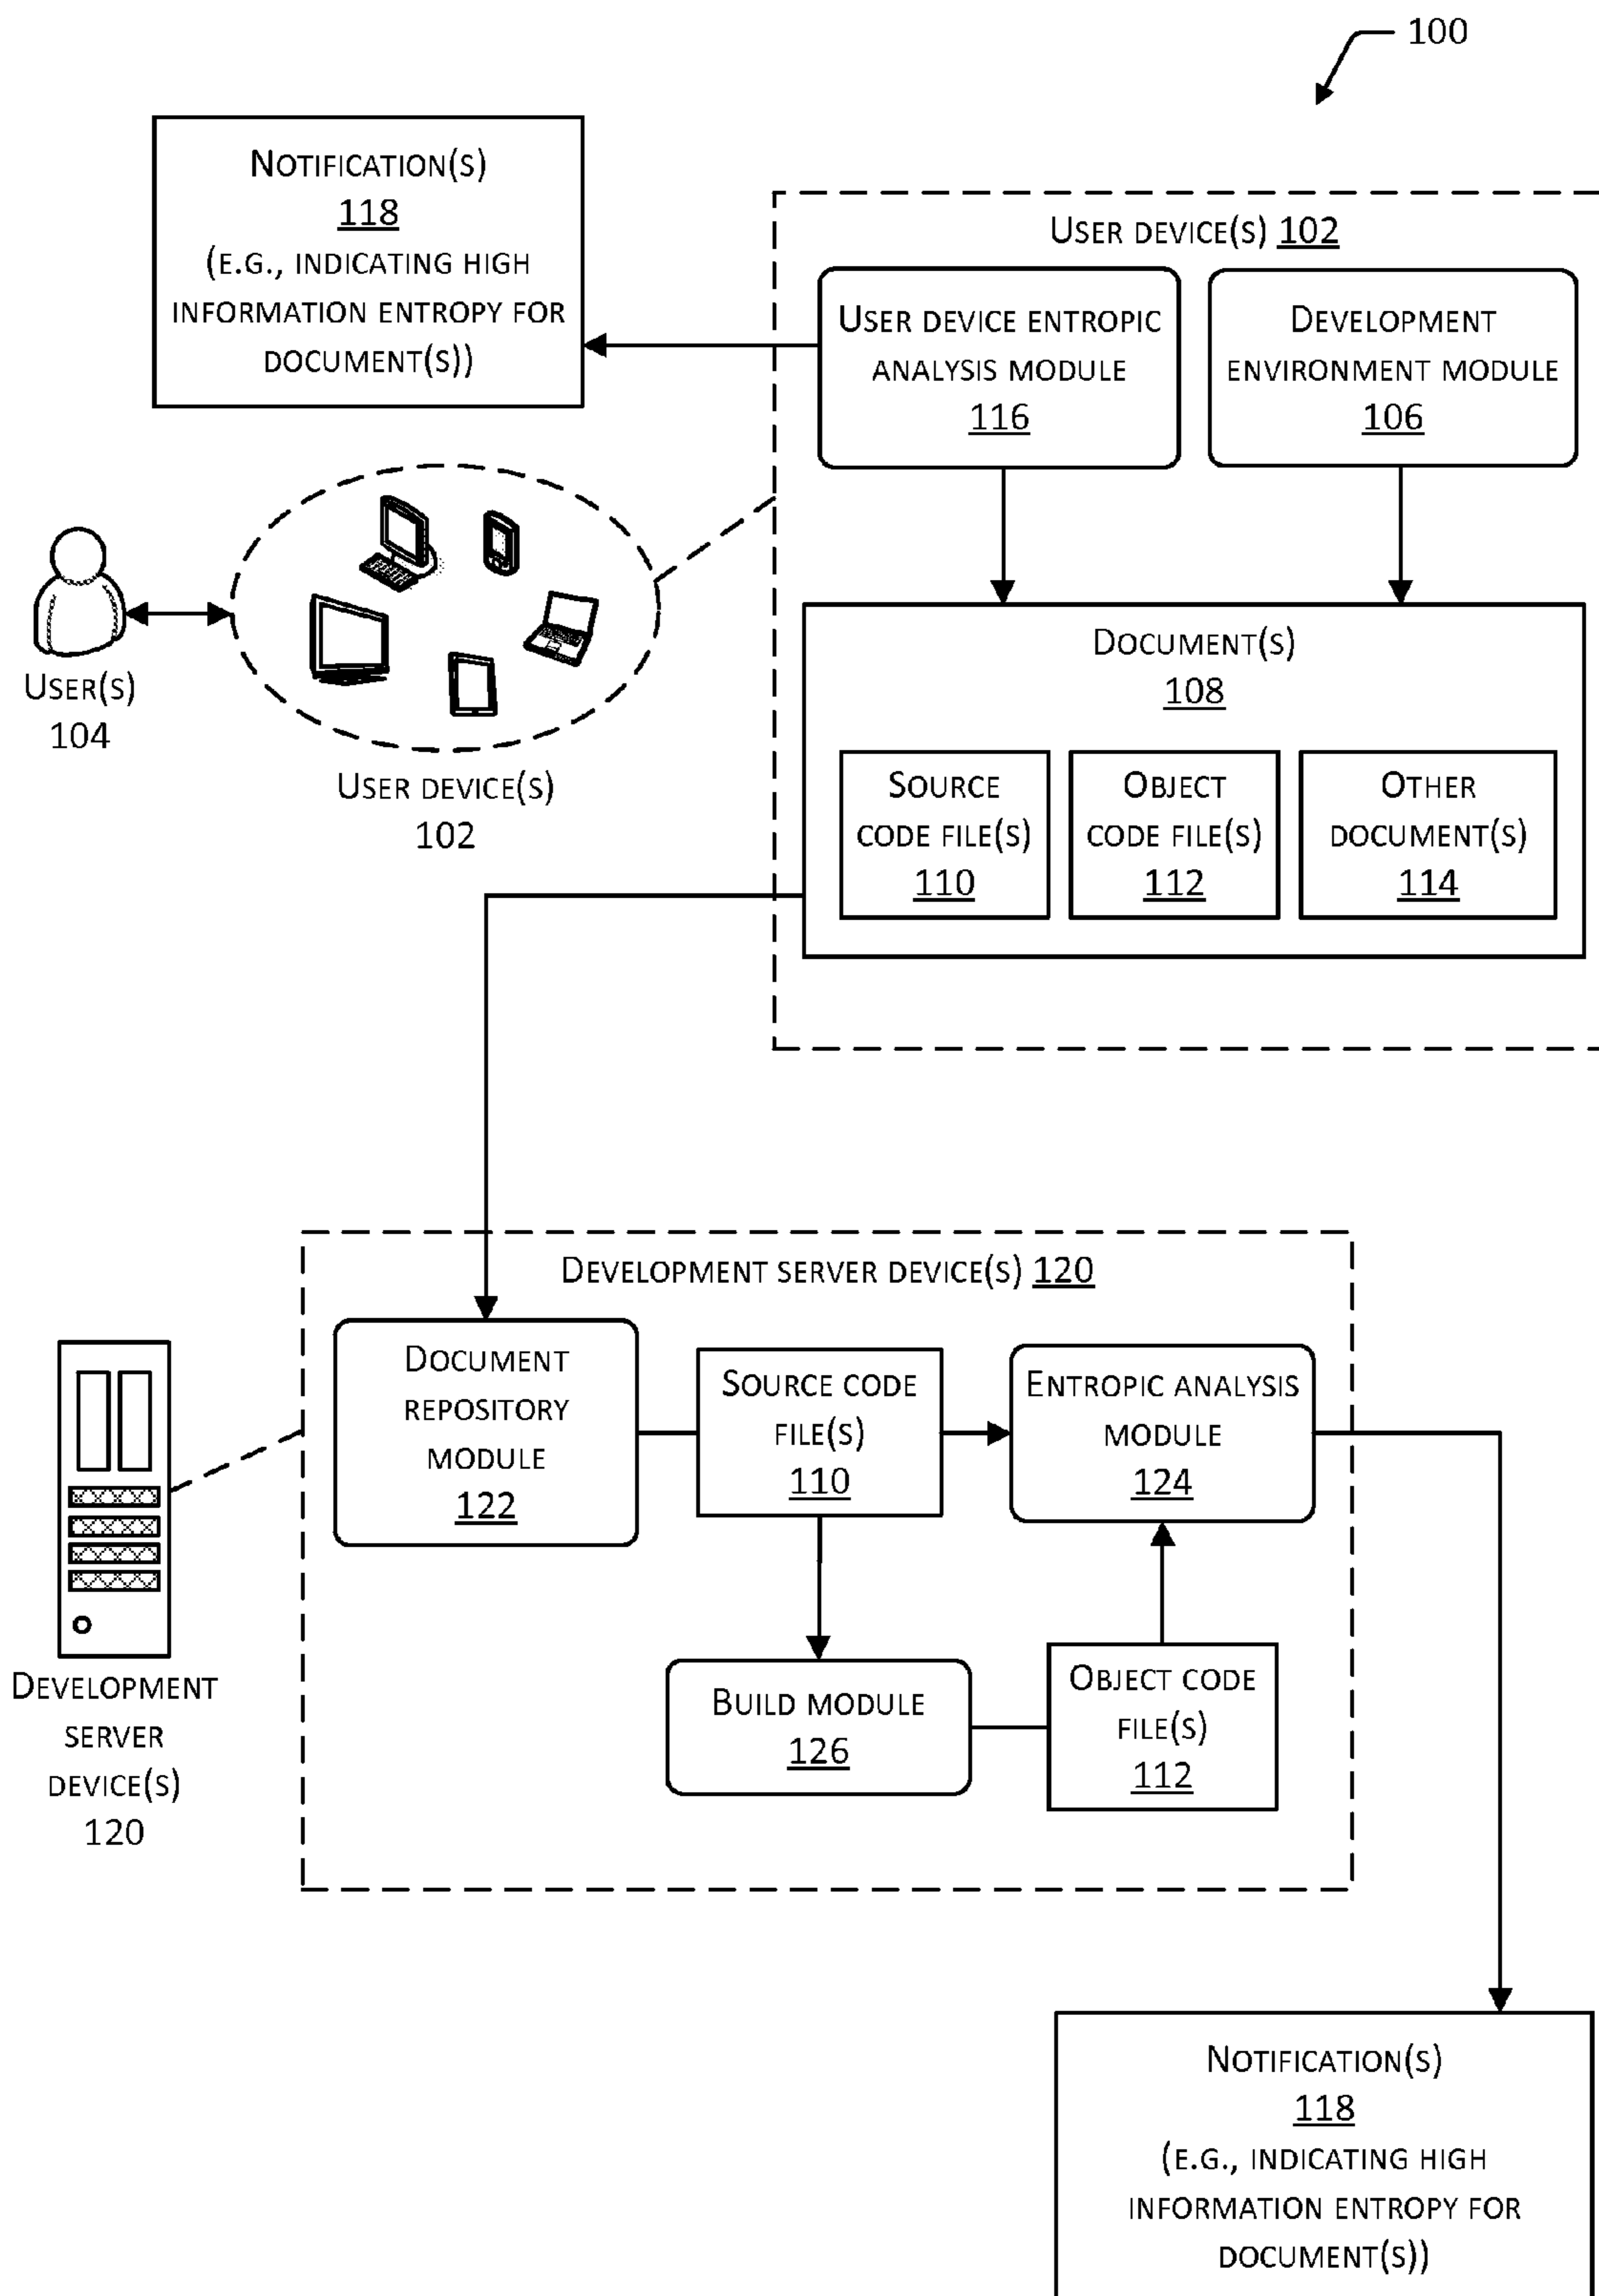 100
NOTIFICATION(S)
118
(E.G., INDICATING HIGH
INFORMATION ENTROPY FOR
DOCUMENT(S))
USER DEVICE(S) 102
USER DEVICE ENTROPIC
ANALYSIS MODULE
116
DEVELOPMENT
ENVIRONMENT MODULE
106
USER(S)
104
USER DEVICE(S)
102
DOCUMENT(S)
108
SOURCE
CODE FILE(S)
110
OBJECT
CODE FILE(S)
112
OTHER
DOCUMENT(S)
114
DEVELOPMENT SERVER DEVICE(S) 120
DOCUMENT
REPOSITORY
MODULE
122
SOURCE CODE
FILE(S)
110
ENTROPIC ANALYSIS
MODULE
124
BUILD MODULE
126
OBJECT CODE
FILE(S)
112
DEVELOPMENT
SERVER
DEVICE(S)
120
NOTIFICATION(S)
118
(E.G., INDICATING HIGH
INFORMATION ENTROPY FOR
DOCUMENT(S))